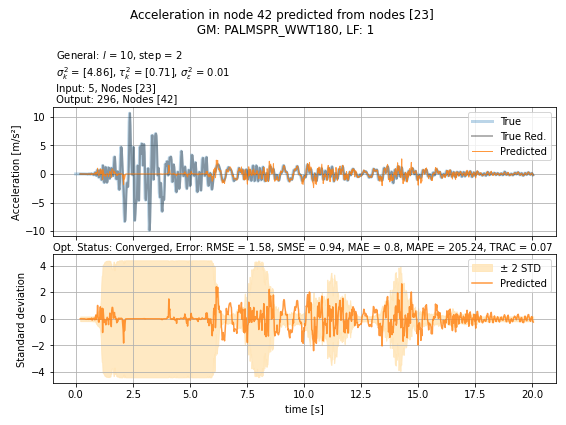 Acceleration in node 42 predicted from nodes [23]
GM: PALMSPR_WWT180, LF: 1
General: l = 10, step = 2
σ²ₖ = [4.86], τ²ₖ = [0.71], σ²ε = 0.01
Input: 5, Nodes [23]
Output: 296, Nodes [42]
Acceleration [m/s²]
10
5
0
−5
−10
True
True Red.
Predicted
Opt. Status: Converged, Error: RMSE = 1.58, SMSE = 0.94, MAE = 0.8, MAPE = 205.24, TRAC = 0.07
Standard deviation
4
2
0
−2
−4
± 2 STD
Predicted
0.0 2.5 5.0 7.5 10.0 12.5 15.0 17.5 20.0
time [s]